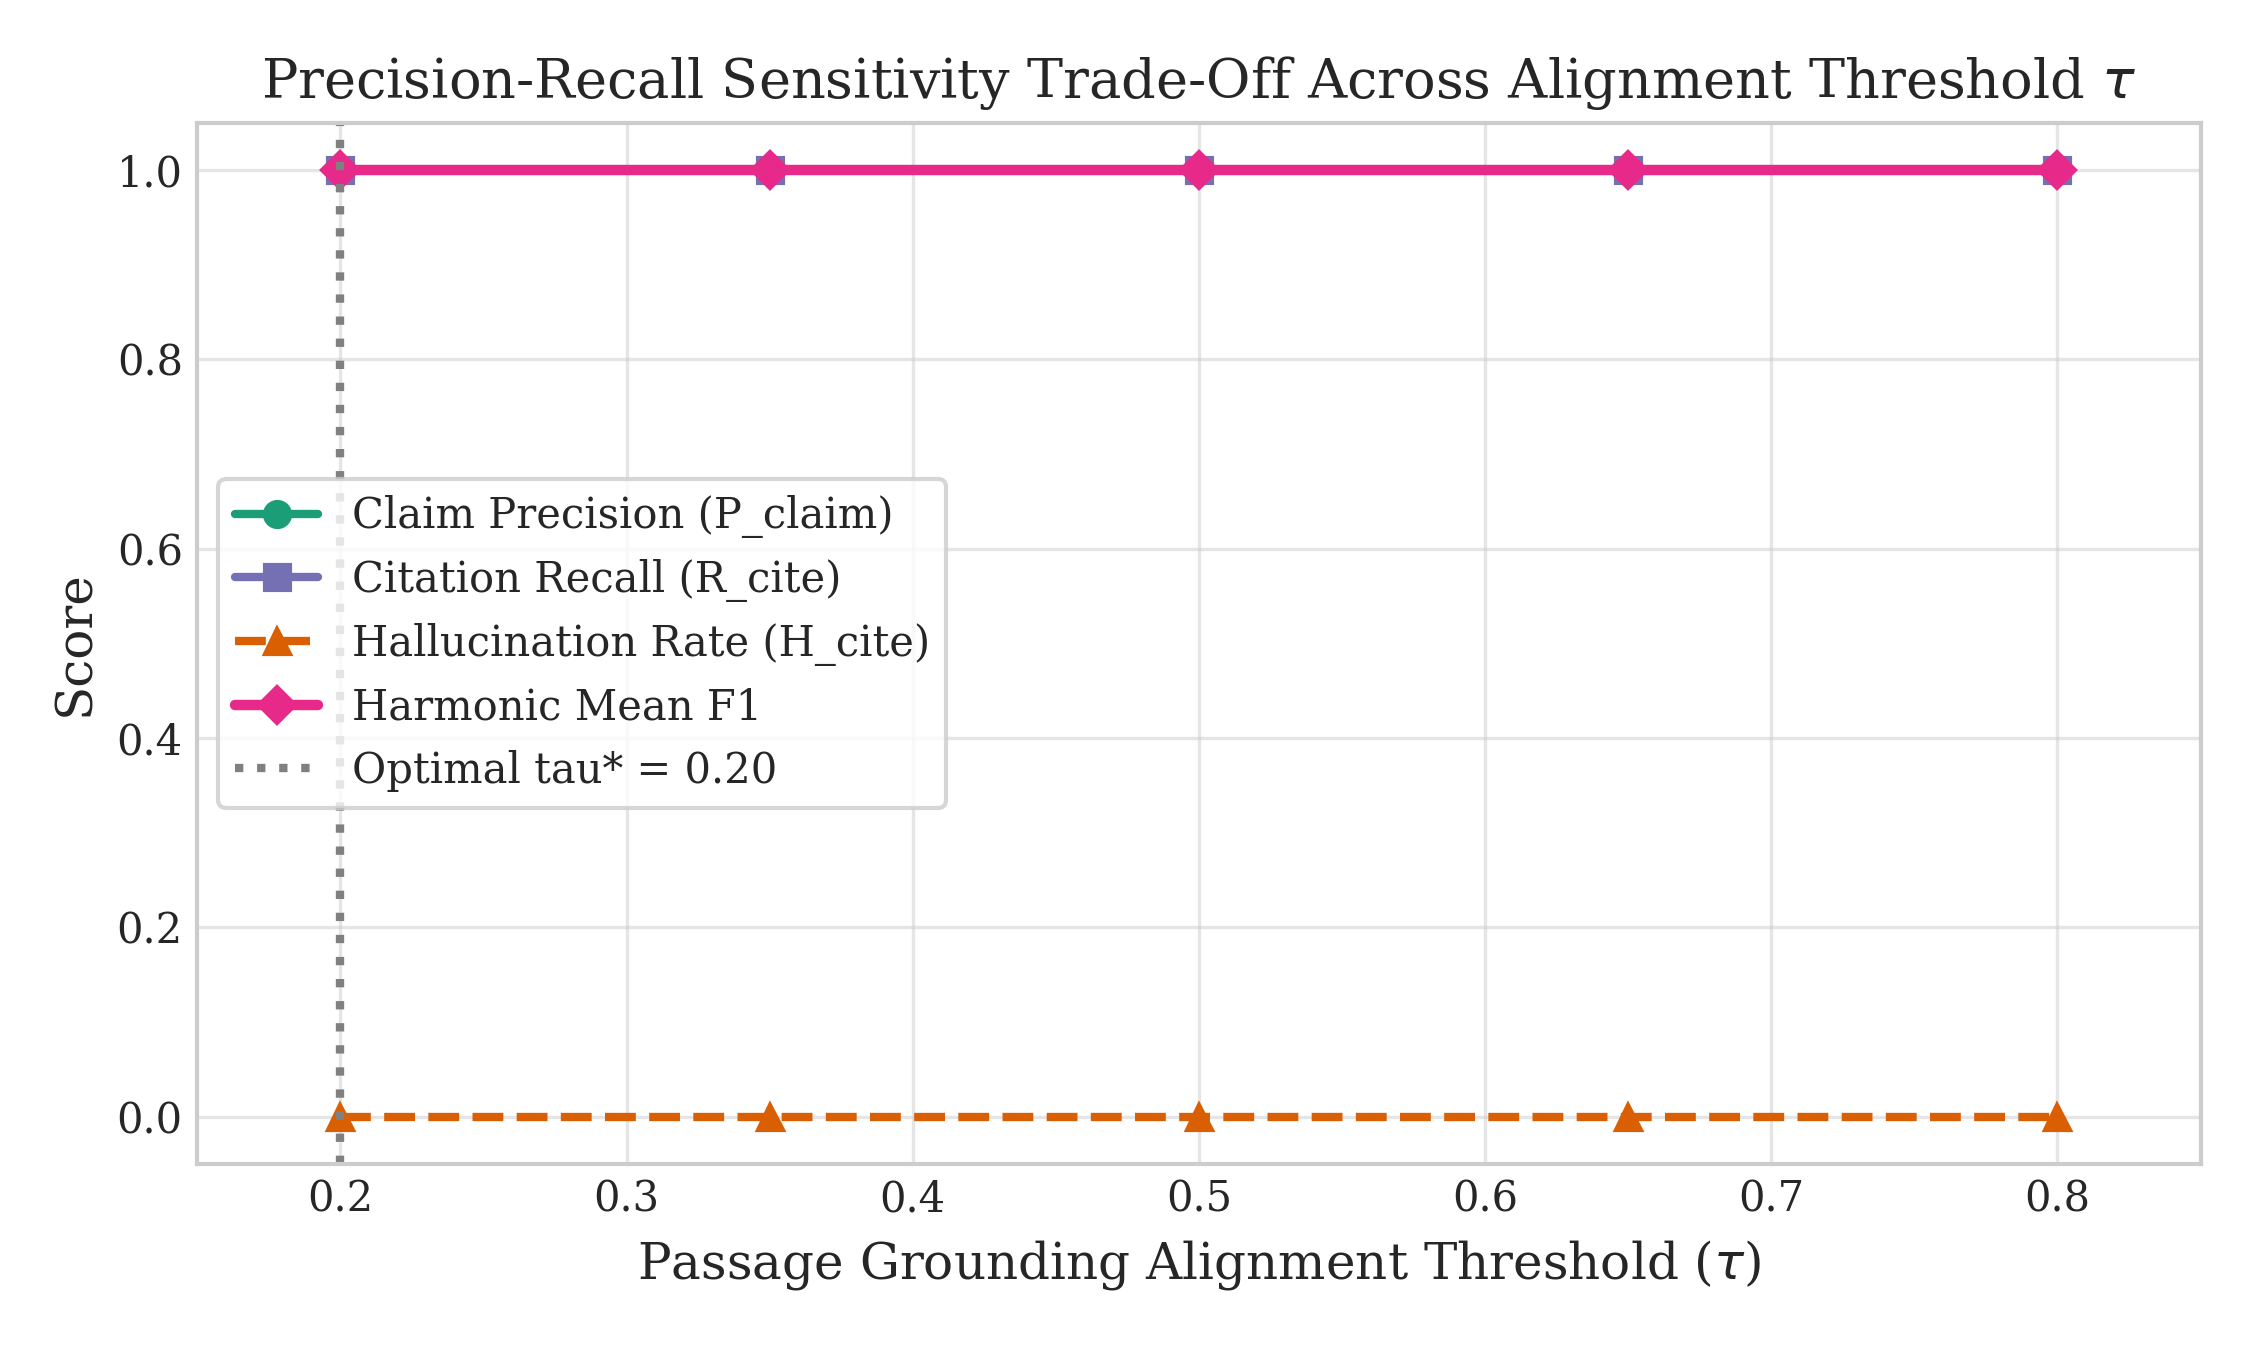 Precision-Recall Sensitivity Trade-Off Across Alignment Threshold τ
1.0
0.8
0.6
0.4
0.2
0.0
Score
Claim Precision (P_claim)
Citation Recall (R_cite)
Hallucination Rate (H_cite)
Harmonic Mean F1
Optimal tau* = 0.20
0.2 0.3 0.4 0.5 0.6 0.7 0.8
Passage Grounding Alignment Threshold (τ)